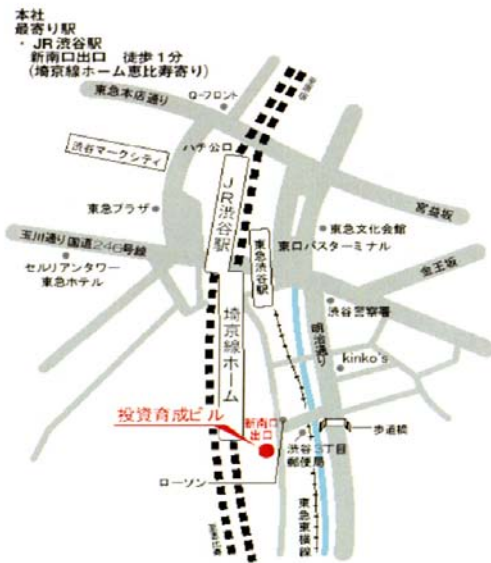 本社
最寄り駅
・ JR渋谷駅
新南口出口 徒歩1分
(埼京線ホーム恵比寿寄り)
東急本店通り
Q-フロント
渋谷マークシティ
ハチ公口
JR渋谷駅
東急プラザ
宮益坂
東急文化会館
東口バスターミナル
玉川通り国道246号線
東急渋谷駅
金王坂
セルリアンタワー
東急ホテル
渋谷警察署
明治通り
埼京線ホーム
kinko's
投資育成ビル
新南口
出口
歩道橋
渋谷3丁目
郵便局
ローソン
東急東横線